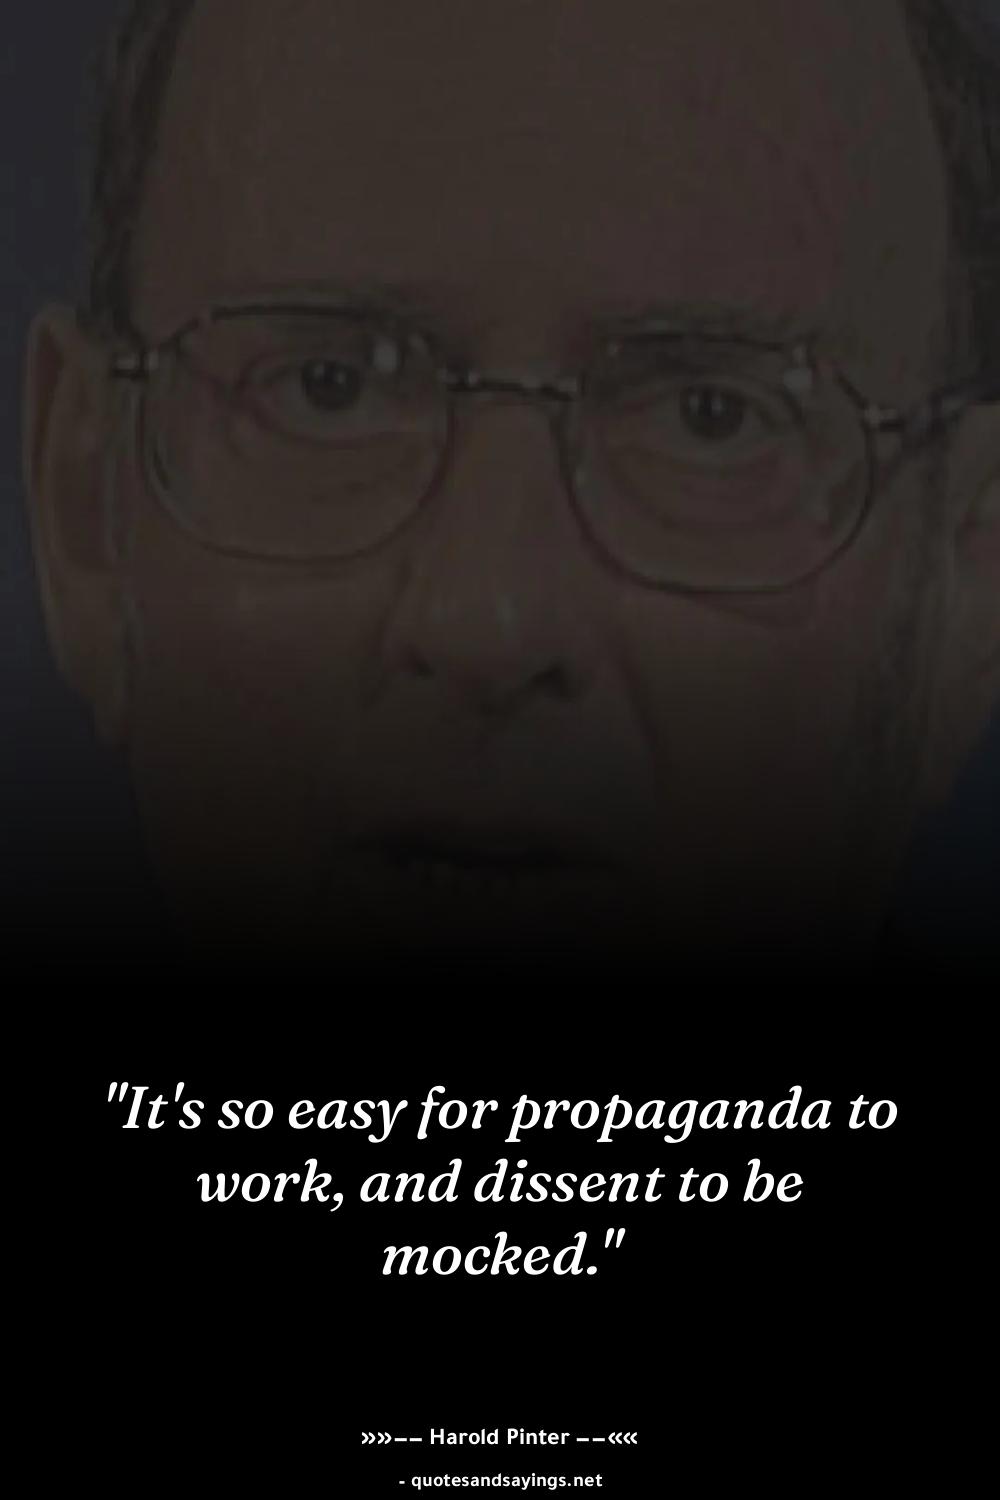 "It's so easy for propaganda to
work, and dissent to be
mocked."
»»–– Harold Pinter ––««
- quotesandsayings.net